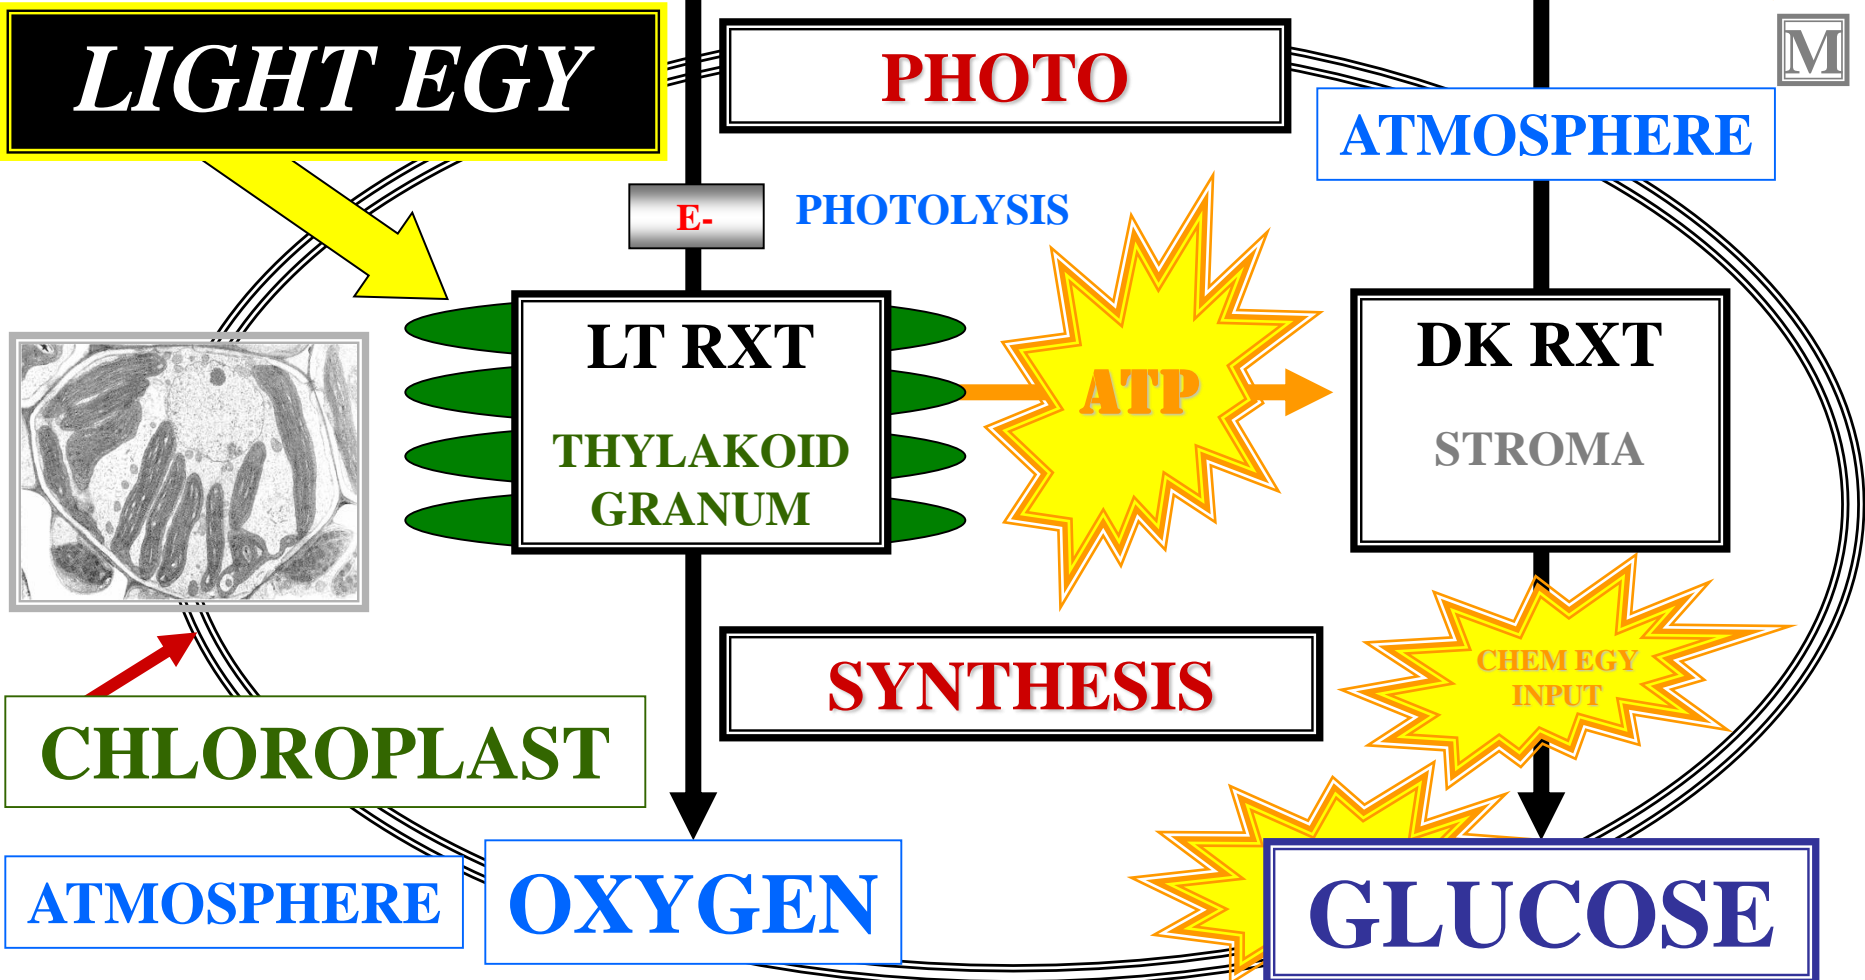 LIGHT EGY
PHOTO
M
ATMOSPHERE
E-
PHOTOLYSIS
LT RXT
THYLAKOID
GRANUM
ATP
DK RXT
STROMA
SYNTHESIS
CHEM EGY
INPUT
CHLOROPLAST
ATMOSPHERE
OXYGEN
GLUCOSE